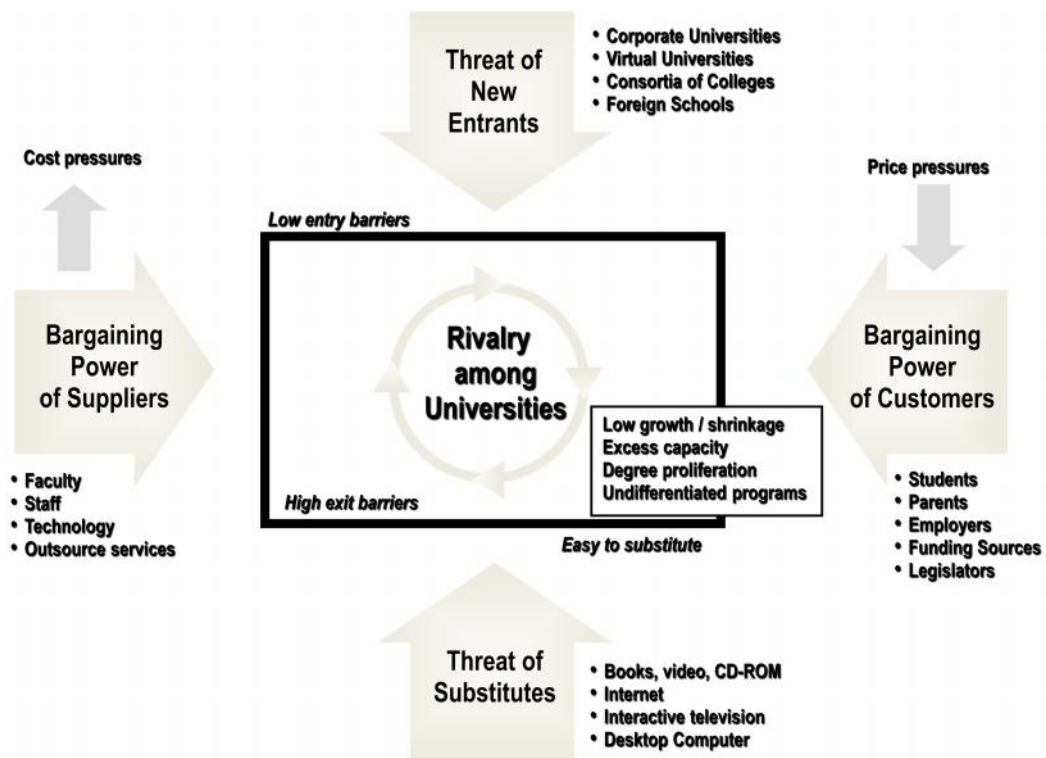 Threat of
New
Entrants
• Corporate Universities
• Virtual Universities
• Consortia of Colleges
• Foreign Schools
Cost pressures
Price pressures
Low entry barriers
Bargaining
Power
of Suppliers
• Faculty
• Staff
• Technology
• Outsource services
Rivalry
among
Universities
Low growth / shrinkage
Excess capacity
Degree proliferation
Undifferentiated programs
High exit barriers
Easy to substitute
Bargaining
Power
of Customers
• Students
• Parents
• Employers
• Funding Sources
• Legislators
Threat of
Substitutes
• Books, video, CD-ROM
• Internet
• Interactive television
• Desktop Computer